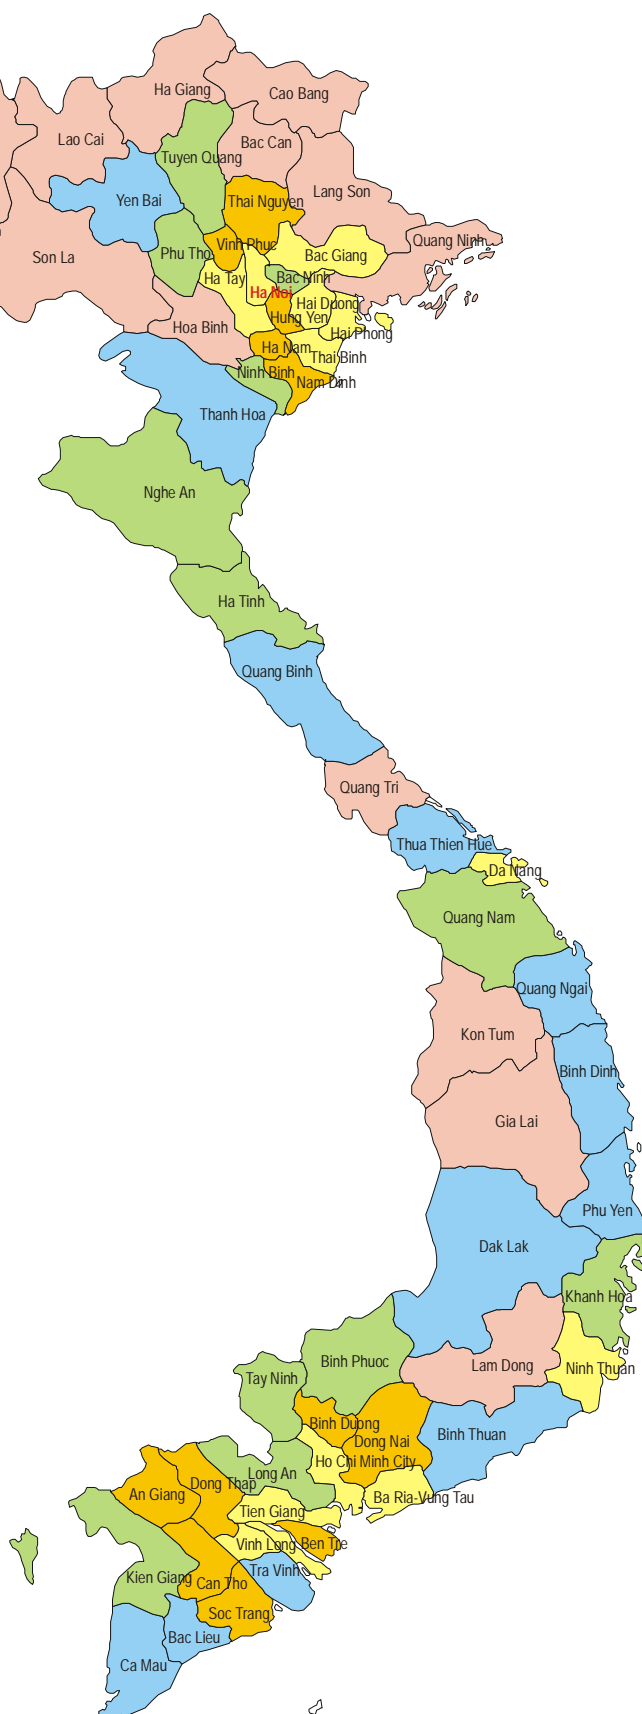 Ha Giang
Cao Bang
Lao Cai
Bac Can
Tuyen Quang
Lang Son
Yen Bai
Thai Nguyen
Quang Ninh
Vinh Phuc
Phu Tho
Bac Giang
Son La
Ha Tay
Bac Ninh
Ha Noi
Hai Duong
Hung Yen
Hoa Binh
Hai Phong
Ha Nam
Thai Binh
Ninh Binh
Nam Dinh
Thanh Hoa
Nghe An
Ha Tinh
Quang Binh
Quang Tri
Thua Thien Hue
Da Nang
Quang Nam
Quang Ngai
Kon Tum
Binh Dinh
Gia Lai
Phu Yen
Dak Lak
Khanh Hoa
Binh Phuoc
Lam Dong
Ninh Thuan
Tay Ninh
Binh Duong
Binh Thuan
Dong Nai
Ho Chi Minh City
Long An
Dong Thap
An Giang
Ba Ria-Vung Tau
Tien Giang
Vinh Long
Ben Tre
Tra Vinh
Kien Giang
Can Tho
Soc Trang
Bac Lieu
Ca Mau